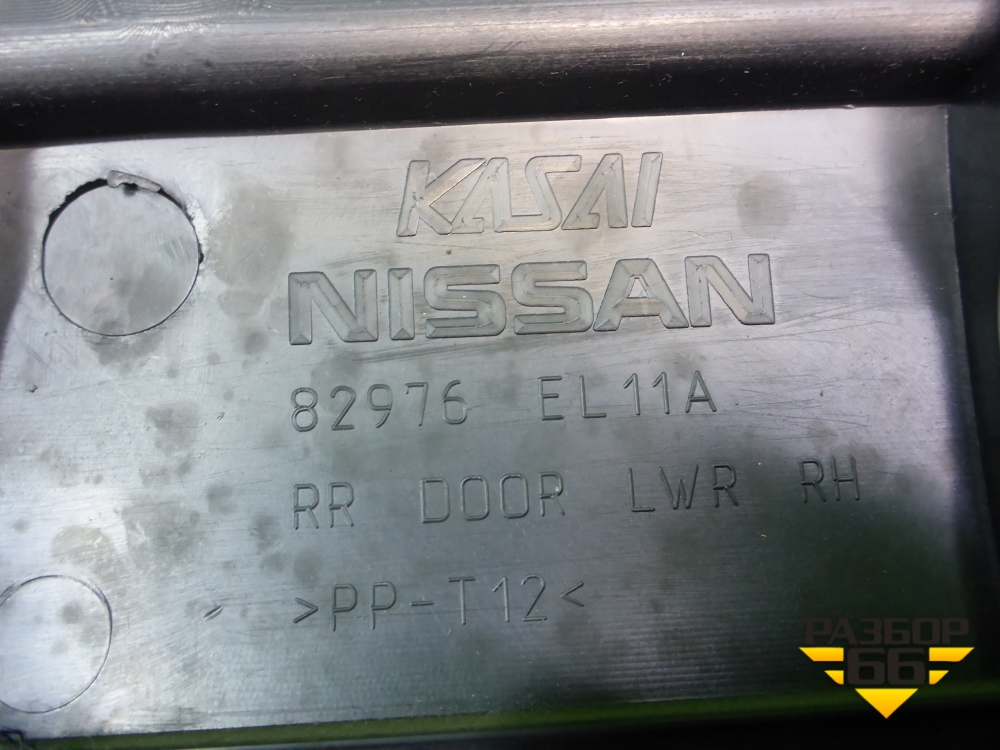 KASAI
NISSAN
82976 EL11A
RR DOOR LWR RH
>PP-T12<
РАЗБОР
66